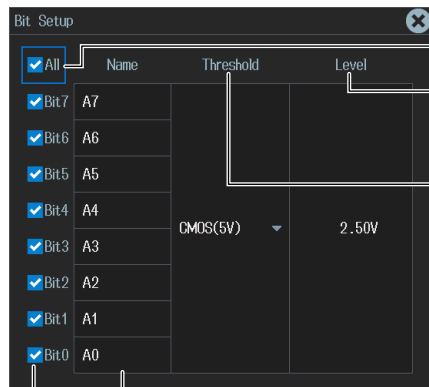 Bit Setup
All Name Threshold Level
Bit7 A7
Bit6 A6
Bit5 A5
Bit4 A4
CMOS(5V) 2.50V
Bit3 A3
Bit2 A2
Bit1 A1
Bit0 A0